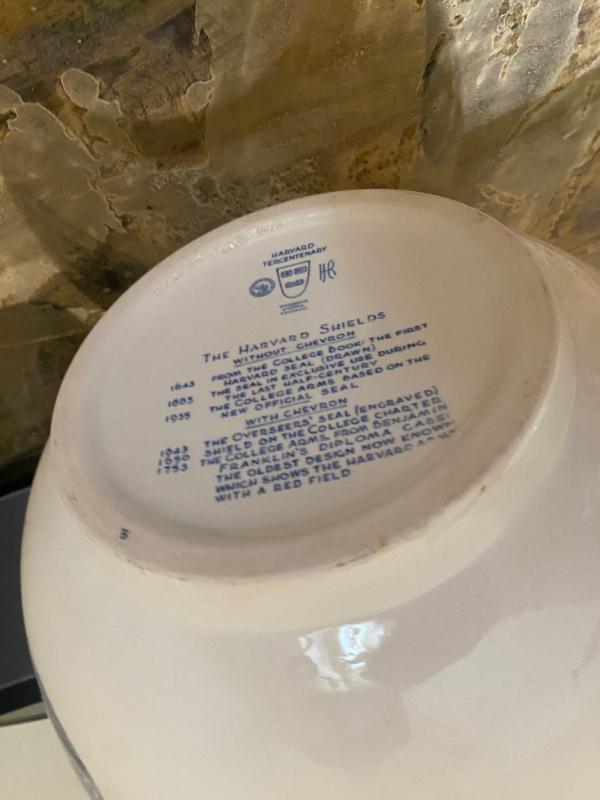 HARVARD
TERCENTENARY
THE HARVARD SHIELDS
WITHOUT CHEVRON
1643 FROM THE COLLEGE BOOK: THE FIRST
HARVARD SEAL (DRAWN)
1885 THE SEAL IN EXCLUSIVE USE DURING
THE LAST HALF-CENTURY
1935 THE COLLEGE ARMS BASED ON THE
NEW OFFICIAL SEAL
WITH CHEVRON
1643 THE OVERSEERS' SEAL (ENGRAVED)
1650 SHIELD ON THE COLLEGE CHARTER
1753 THE COLLEGE ARMS, FROM BENJAMIN
FRANKLIN'S DIPLOMA CASE:
THE OLDEST DESIGN NOW KNOWN
WHICH SHOWS THE HARVARD ARMS
WITH A RED FIELD
5